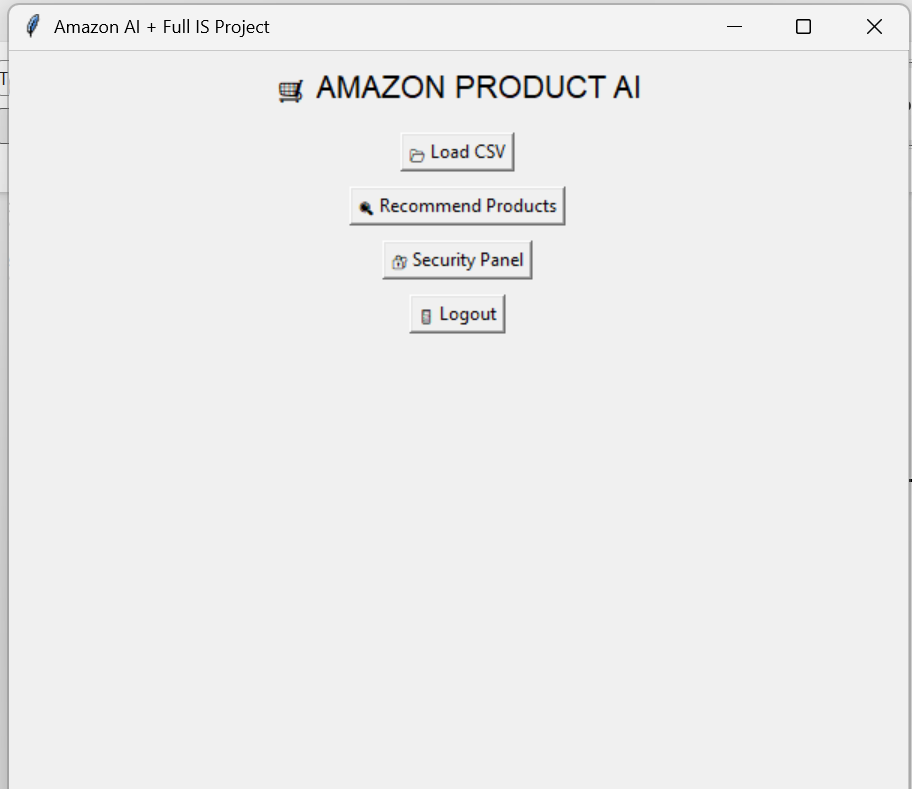 Amazon AI + Full IS Project
🛒 AMAZON PRODUCT AI
Load CSV
Recommend Products
Security Panel
Logout